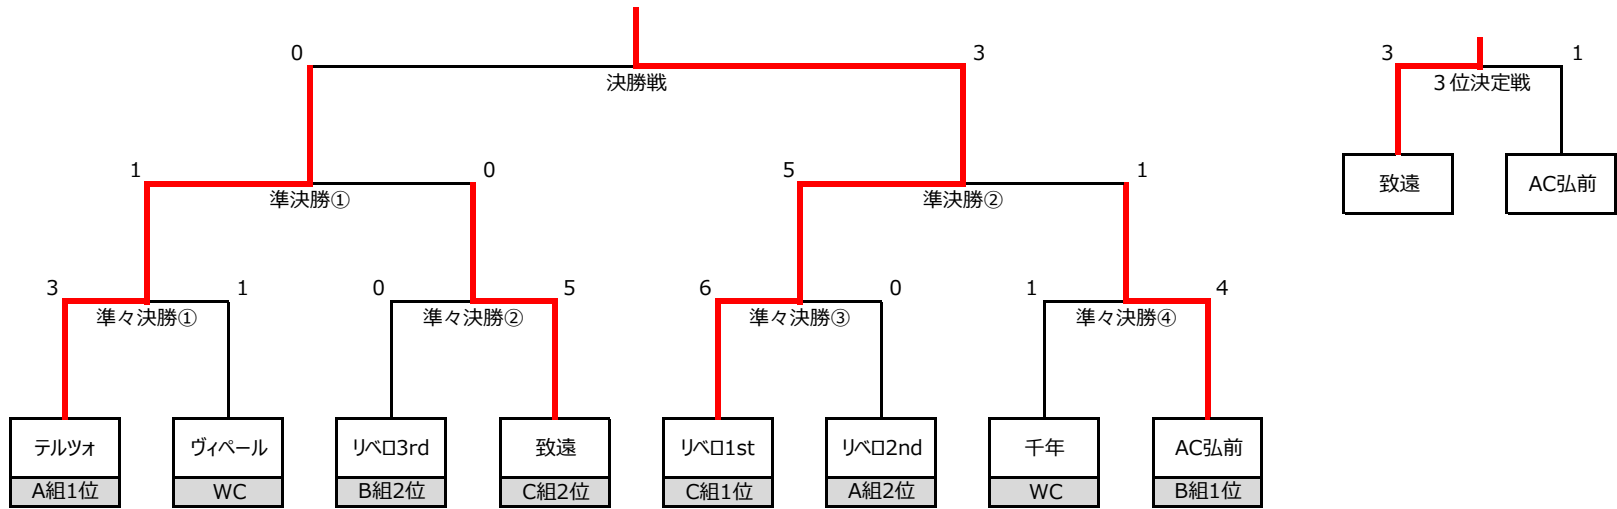 0
3
決勝戦
3
1
３位決定戦
1
0
準決勝①
5
1
準決勝②
致遠
AC弘前
3
1
準々決勝①
0
5
準々決勝②
6
0
準々決勝③
1
4
準々決勝④
テルツォ
ヴィペール
リベロ3rd
致遠
リベロ1st
リベロ2nd
千年
AC弘前
A組1位
WC
B組2位
C組2位
C組1位
A組2位
WC
B組1位